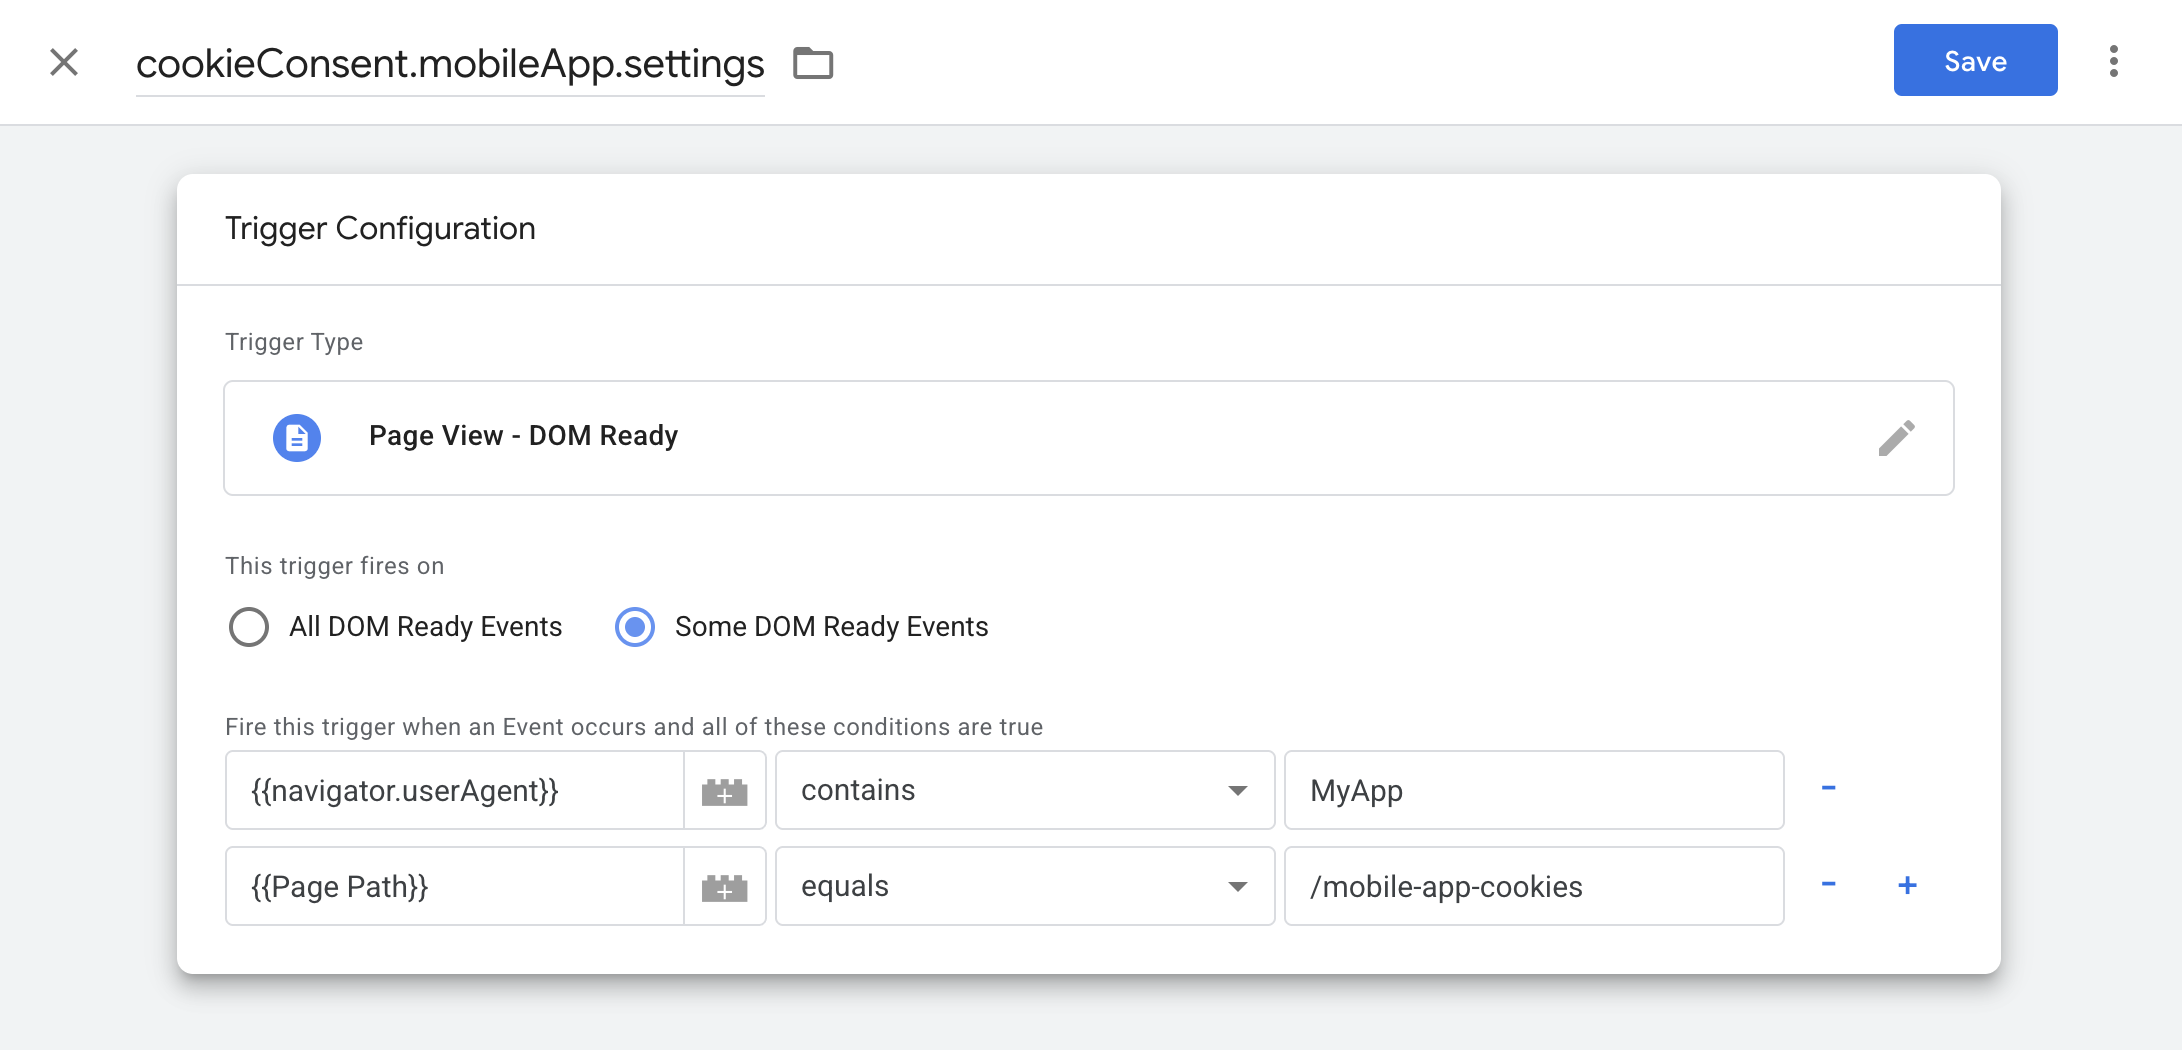 cookieConsent.mobileApp.settings
Save
Trigger Configuration
Trigger Type
Page View - DOM Ready
This trigger fires on
All DOM Ready Events Some DOM Ready Events
Fire this trigger when an Event occurs and all of these conditions are true
{{navigator.userAgent}} contains MyApp -
{{Page Path}} equals /mobile-app-cookies - +